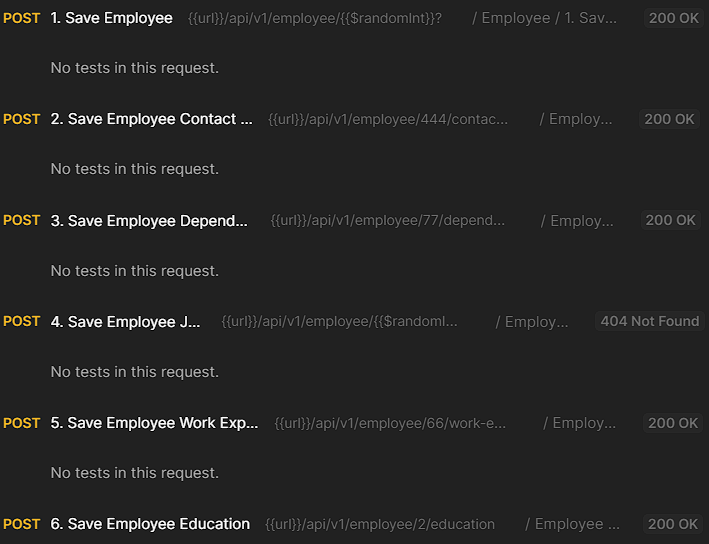 POST 1. Save Employee {{url}}/api/v1/employee/{{$randomInt}}? / Employee / 1. Sav... 200 OK
No tests in this request.
POST 2. Save Employee Contact ... {{url}}/api/v1/employee/444/contac... / Employ... 200 OK
No tests in this request.
POST 3. Save Employee Depend... {{url}}/api/v1/employee/77/depend... / Employ... 200 OK
No tests in this request.
POST 4. Save Employee J... {{url}}/api/v1/employee/{{$randomI... / Employ... 404 Not Found
No tests in this request.
POST 5. Save Employee Work Exp... {{url}}/api/v1/employee/66/work-e... / Employ... 200 OK
No tests in this request.
POST 6. Save Employee Education {{url}}/api/v1/employee/2/education / Employee ... 200 OK